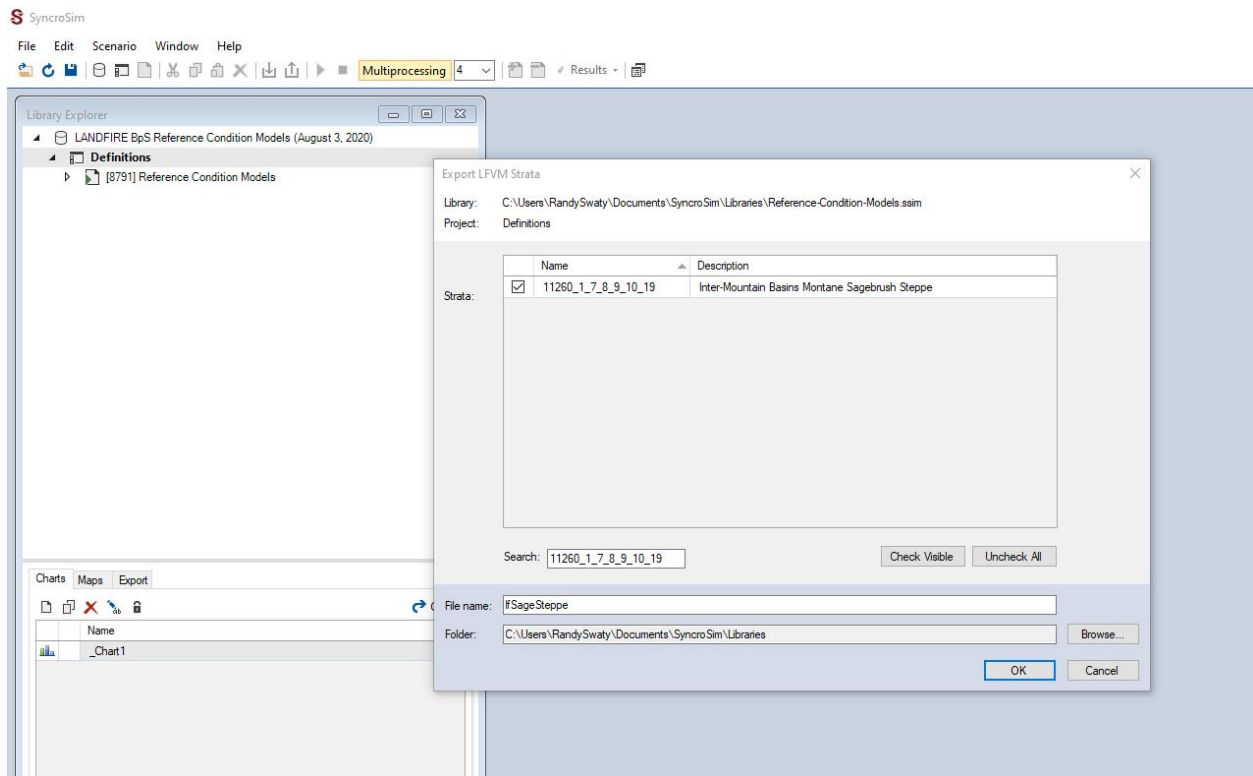 SyncroSim
File Edit Scenario Window Help
Multiprocessing 4 Results
Library Explorer
LANDFIRE BpS Reference Condition Models (August 3, 2020)
Definitions
[8791] Reference Condition Models
Export LFVM Strata
Library: C:\Users\RandySwaty\Documents\SyncroSim\Libraries\Reference-Condition-Models.ssim
Project: Definitions
Name Description
Strata: 11260_1_7_8_9_10_19 Inter-Mountain Basins Montane Sagebrush Steppe
Search: 11260_1_7_8_9_10_19 Check Visible Uncheck All
Charts Maps Export
File name: lfSageSteppe
Name
Folder: C:\Users\RandySwaty\Documents\SyncroSim\Libraries Browse...
_Chart1
OK Cancel